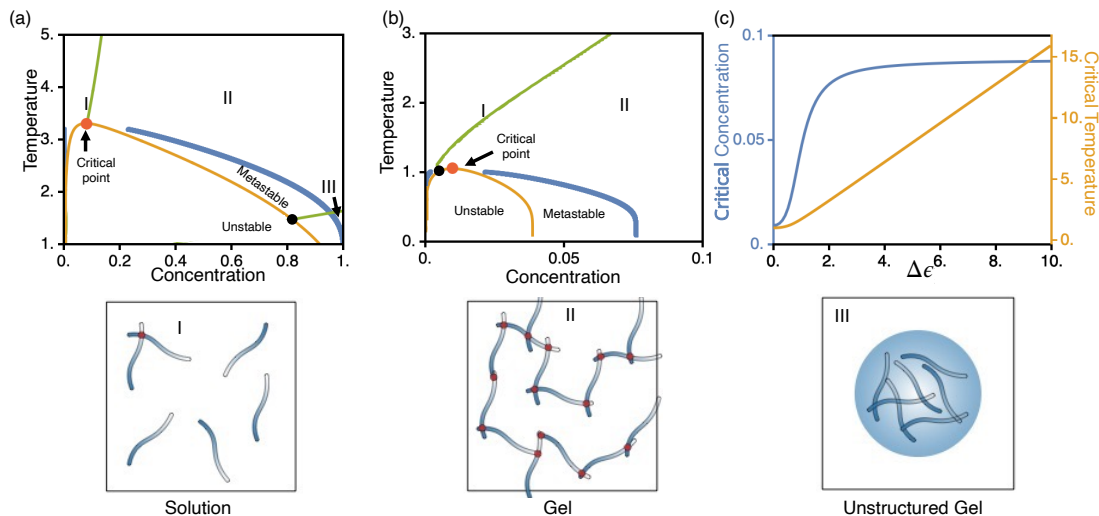 (a)
5.
4.
3.
2.
1.
Temperature
I
II
Critical
point
Metastable
III
Unstable
0.
0.2
0.4
0.6
0.8
1.
Concentration
(b)
3.
2.
1.
0.
Temperature
I
II
Critical
point
Unstable
Metastable
0.
0.05
0.1
Concentration
(c)
0.1
0.05
0.
Critical Concentration
15.
10.
5.
0.
Critical Temperature
0.
2.
4.
6.
8.
10.
Δϵ
I
Solution
II
Gel
III
Unstructured Gel